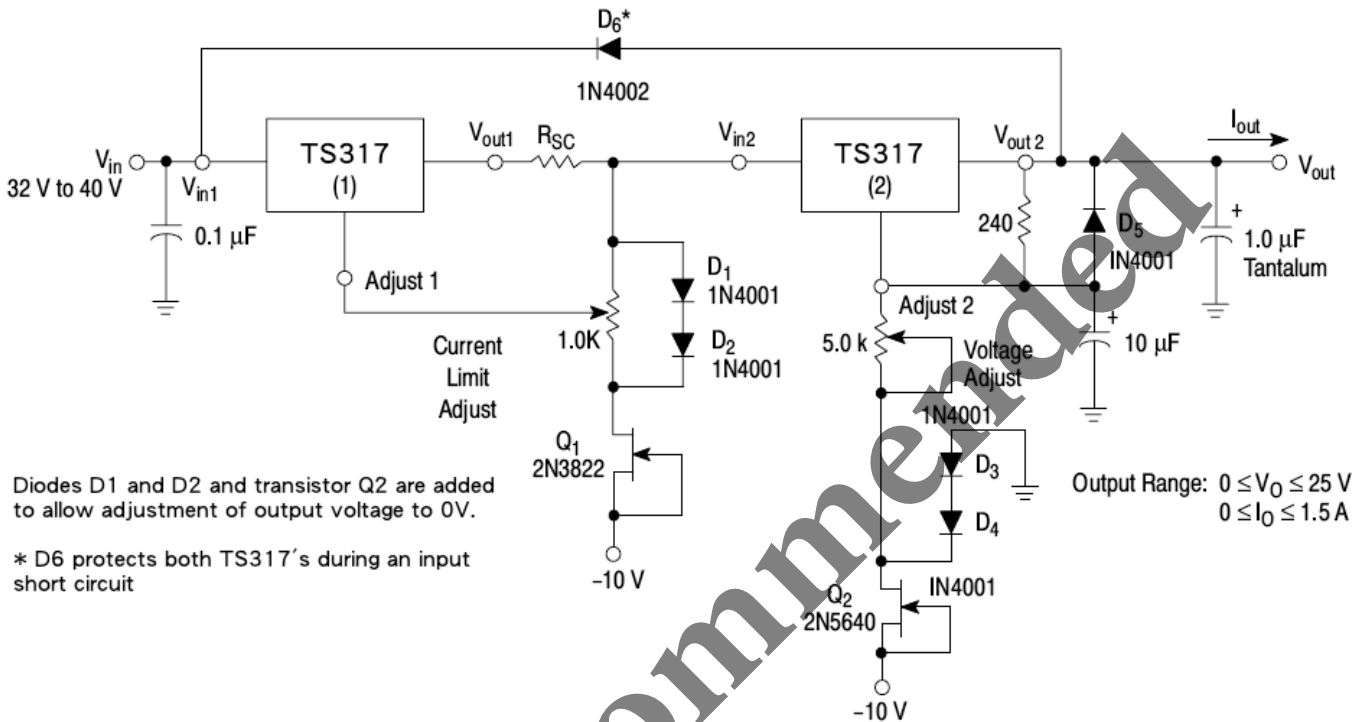 D6*
1N4002
TS317
(1)
Vout1
RSC
Vin2
TS317
(2)
Vout 2
Iout
Vout
Vin
32 V to 40 V
Vin1
0.1 µF
240
D5
IN4001
+
1.0 µF
Tantalum
Adjust 1
D1
1N4001
Adjust 2
1.0K
D2
1N4001
5.0 k
Voltage
Adjust
+
10 µF
Current
Limit
Adjust
1N4001
Q1
2N3822
D3
D4
Output Range: 0 ≤ VO ≤ 25 V
0 ≤ IO ≤ 1.5 A
Diodes D1 and D2 and transistor Q2 are added
to allow adjustment of output voltage to 0V.
* D6 protects both TS317′s during an input
short circuit
–10 V
IN4001
Q2
2N5640
–10 V
ommended